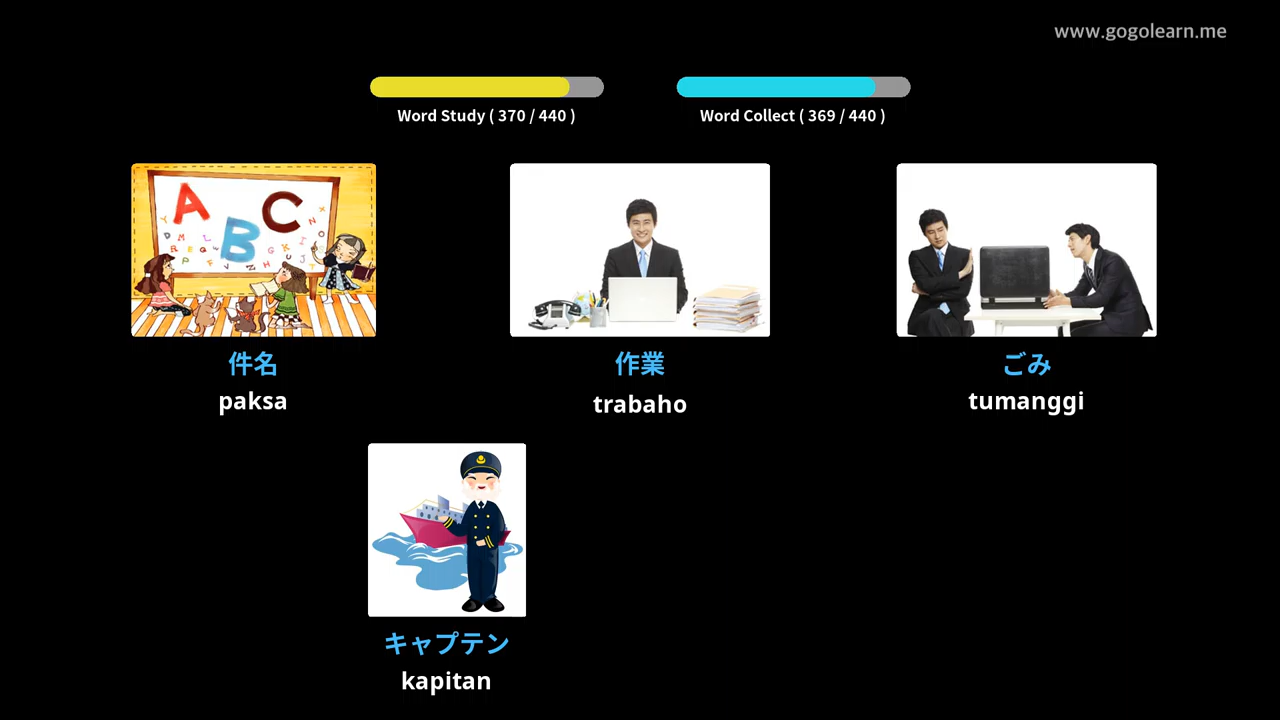 www.gogolearn.me
Word Study ( 370 / 440 )
Word Collect ( 369 / 440 )
A B C
件名
paksa
作業
trabaho
ごみ
tumanggi
キャプテン
kapitan